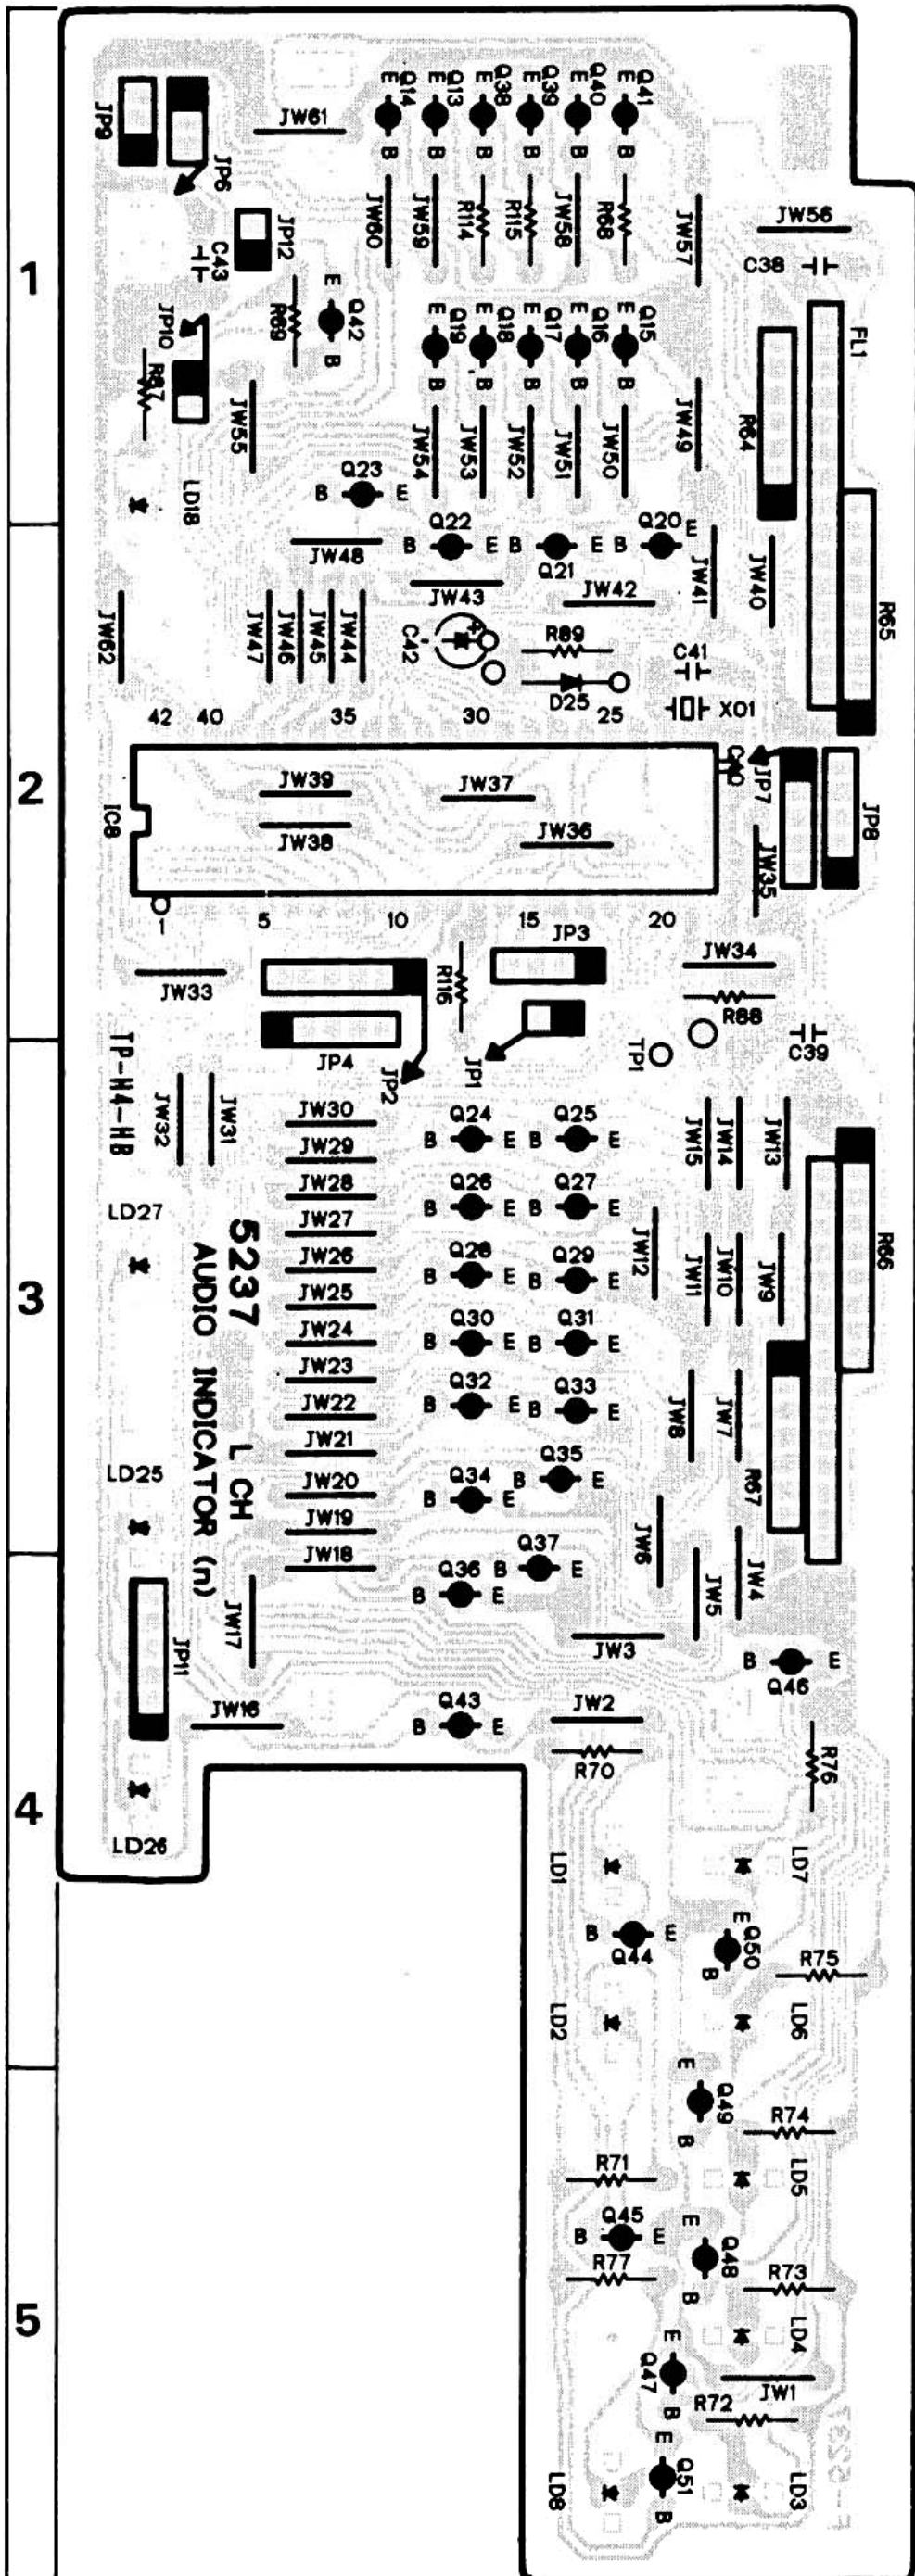 1
2
3
4
5
E E E E E E
Q14 Q13 Q38 Q39 Q40 Q41
B B B B B B
JP9
JP6
JW61
JW60 JW59 R114 R115 JW58 R68 JW57
JW56
C38
JP12
C43
E
Q42
B
R69
JP10
R87
E E E E E
Q19 Q18 Q17 Q16 Q15
B B B B B
FL1
R64
JW55
JW54 JW53 JW52 JW51 JW50 JW49
Q23
B E
LD18
Q22
B E
B E
Q21
Q20
B E
JW48
JW43
JW42
JW41
JW40
R65
JW62
JW47 JW46 JW45 JW44
C42
+
R89
D25
C41
X01
42 40 35 30 25
C40
JP7
JP8
IC8
JW39
JW38
JW37
JW36
JW35
1 5 10 15 20
JP3
JW34
R88
JW33
R116
JP4
JP2
JP1
TP1
C39
TP-H4-HB
JW32 JW31
JW30
JW29
JW28
JW27
JW26
JW25
JW24
JW23
JW22
JW21
JW20
JW19
JW18
Q24
B E
Q25
B E
Q26
B E
Q27
B E
Q28
B E
Q29
B E
Q30
B E
Q31
B E
Q32
B E
Q33
B E
Q34
B E
Q35
B E
Q36
B E
Q37
B E
JW15 JW14 JW13
JW12
JW11 JW10 JW9
R66
JW8 JW7
R67
JW6
JW5 JW4
LD27
5237 L CH
AUDIO INDICATOR (n)
LD25
JP11
JW17
JW16
JW3
B E
Q46
Q43
B E
JW2
R70
R76
LD26
LD1
LD7
B E
Q44
E
Q50
B
R75
LD2
LD6
E
Q49
B
R74
R71
LD5
Q45
B E
R77
E
Q48
B
R73
LD4
E
Q47
B
JW1
R72
E
Q51
B
LD8
LD3